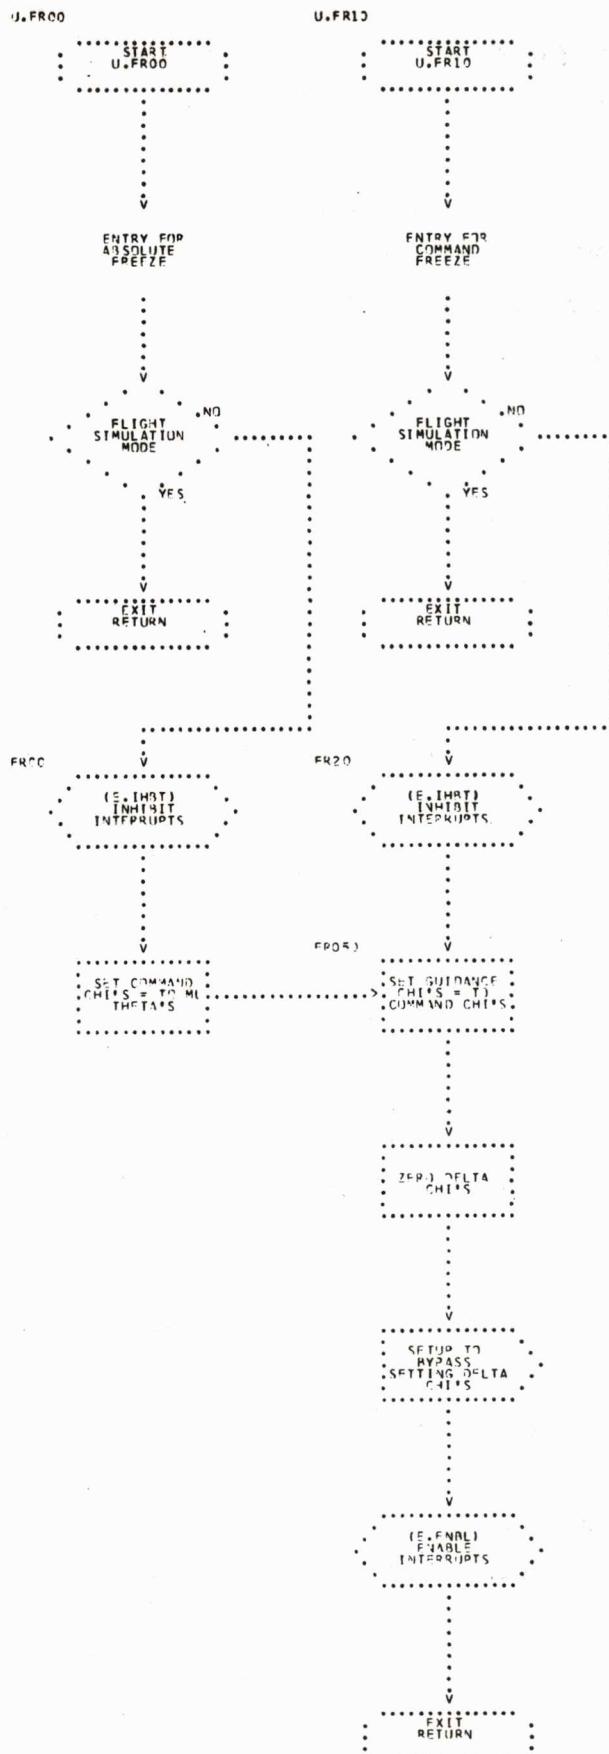 U.FR00
U.FR10
START
U.FR00
START
U.FR10
ENTRY FOR
ABSOLUTE
FREEZE
ENTRY FOR
COMMAND
FREEZE
FLIGHT
SIMULATION
MODE
NO
YES
FLIGHT
SIMULATION
MODE
NO
YES
EXIT
RETURN
EXIT
RETURN
FR00
(E.IHBT)
INHIBIT
INTERRUPTS
FR20
(E.IHBT)
INHIBIT
INTERRUPTS
SET COMMAND
CHI'S = TO ML
THETA'S
FR050
SET GUIDANCE
CHI'S = TO
COMMAND CHI'S
ZERO DELTA
CHI'S
SETUP TO
BYPASS
SETTING DELTA
CHI'S
(E.ENBL)
ENABLE
INTERRUPTS
EXIT
RETURN